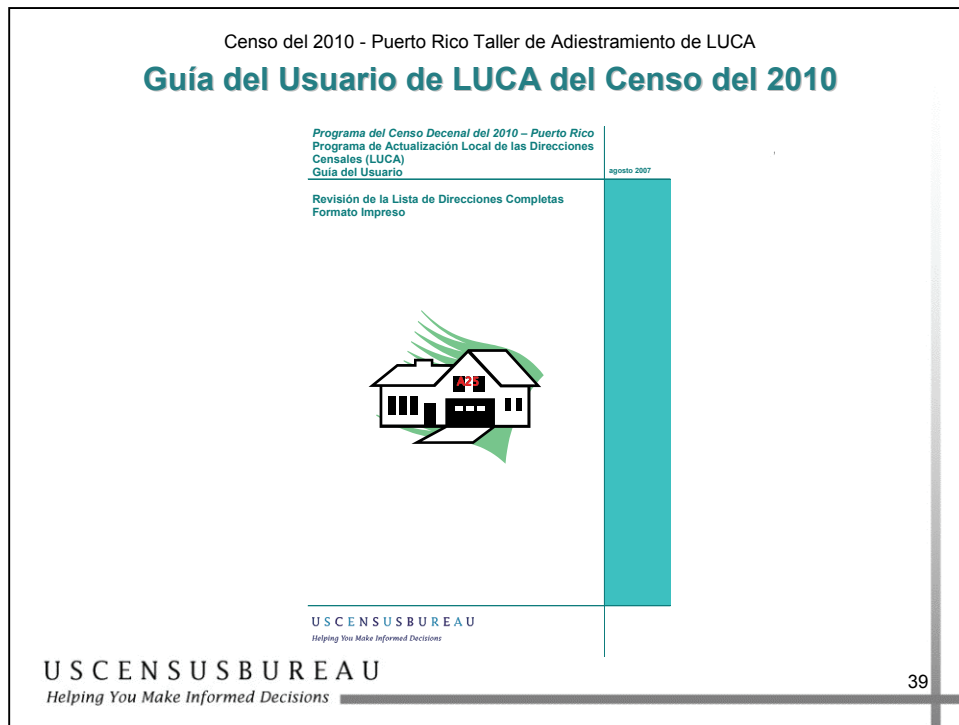 Censo del 2010 - Puerto Rico Taller de Adiestramiento de LUCA
Guía del Usuario de LUCA del Censo del 2010
Programa del Censo Decenal del 2010 – Puerto Rico
Programa de Actualización Local de las Direcciones
Censales (LUCA)
Guía del Usuario
agosto 2007
Revisión de la Lista de Direcciones Completas
Formato Impreso
A25
USCENSUSBUREAU
Helping You Make Informed Decisions
USCENSUSBUREAU
Helping You Make Informed Decisions
39